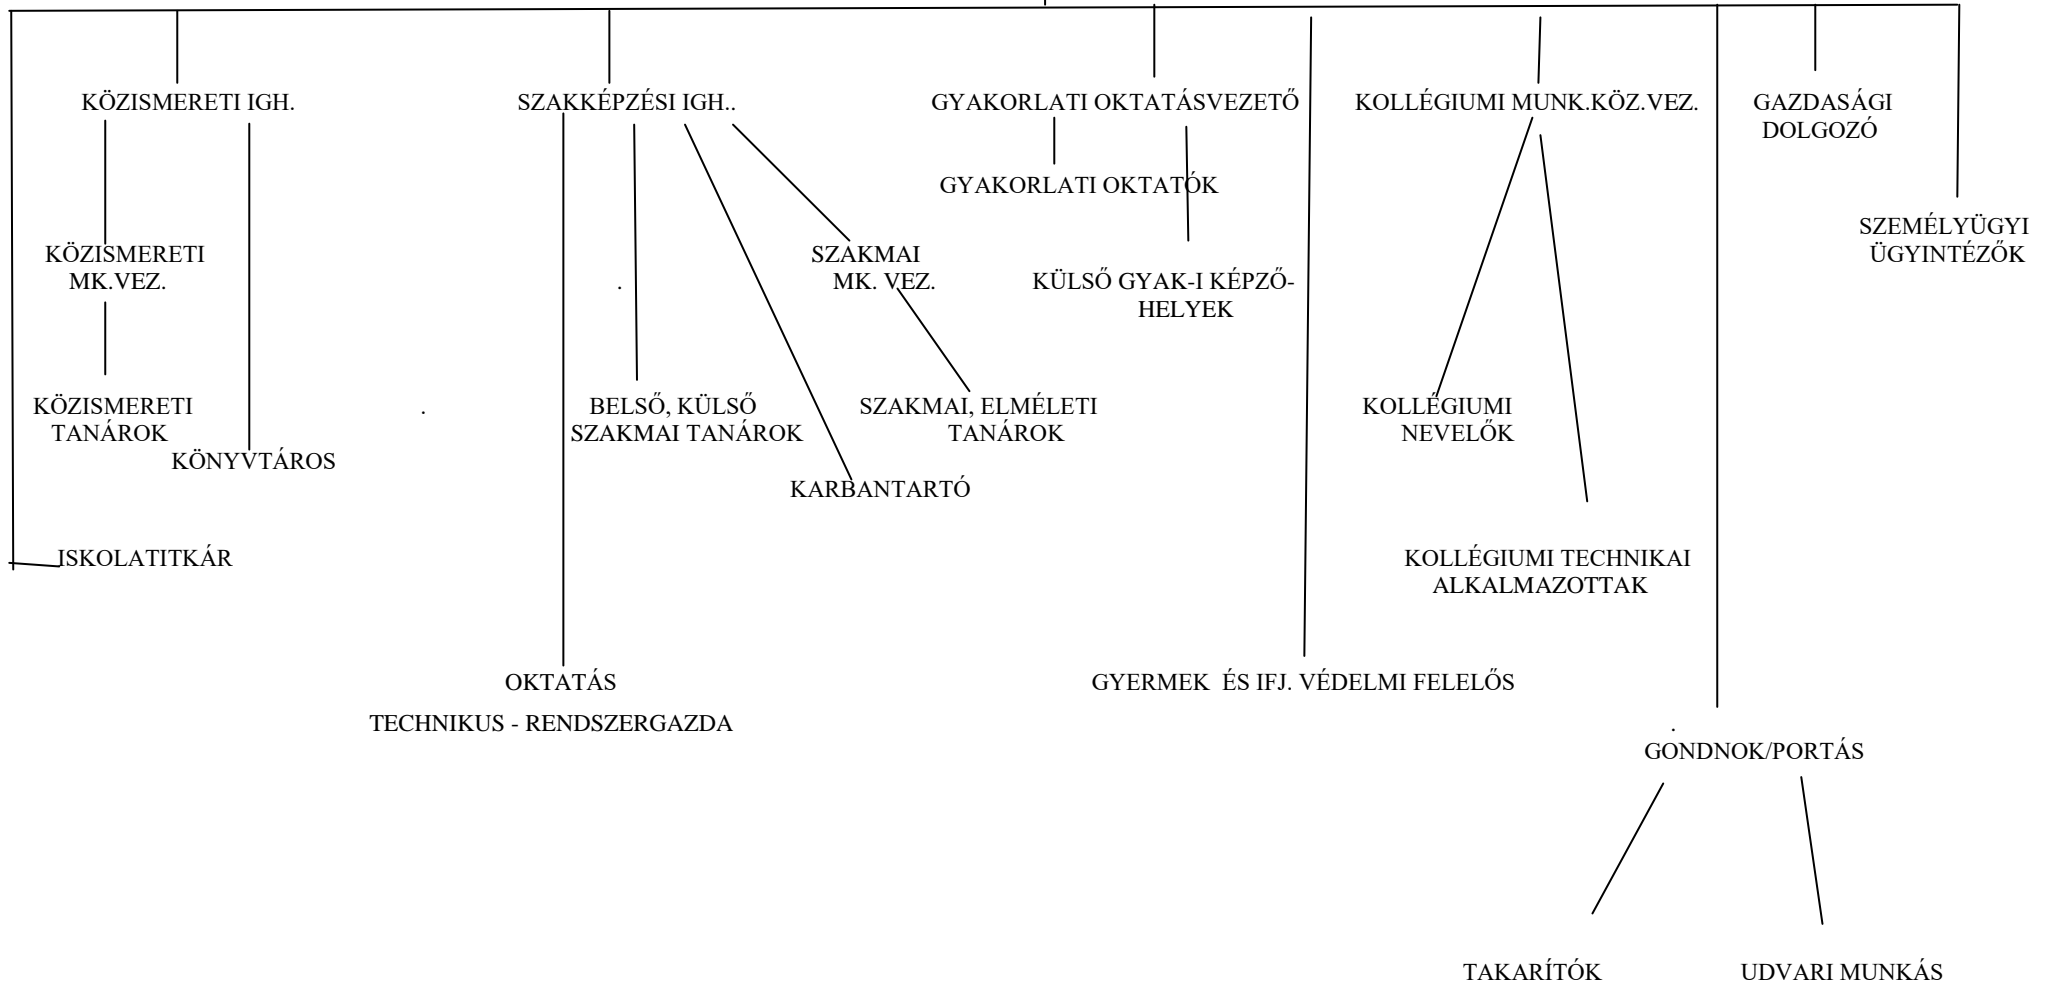 KÖZISMERETI IGH.
SZAKKÉPZÉSI IGH..
GYAKORLATI OKTATÁSVEZETŐ
KOLLÉGIUMI MUNK.KÖZ.VEZ.
GAZDASÁGI
DOLGOZÓ
GYAKORLATI OKTATÓK
SZEMÉLYÜGYI
ÜGYINTÉZŐK
KÖZISMERETI
MK.VEZ.
.
SZAKMAI
MK. VEZ.
KÜLSŐ GYAK-I KÉPZŐ-
HELYEK
KÖZISMERETI
TANÁROK
.
BELSŐ, KÜLSŐ
SZAKMAI TANÁROK
SZAKMAI, ELMÉLETI
TANÁROK
KOLLÉGIUMI
NEVELŐK
KÖNYVTÁROS
KARBANTARTÓ
ISKOLATITKÁR
KOLLÉGIUMI TECHNIKAI
ALKALMAZOTTAK
OKTATÁS
TECHNIKUS - RENDSZERGAZDA
GYERMEK ÉS IFJ. VÉDELMI FELELŐS
.
GONDNOK/PORTÁS
TAKARÍTÓK
UDVARI MUNKÁS